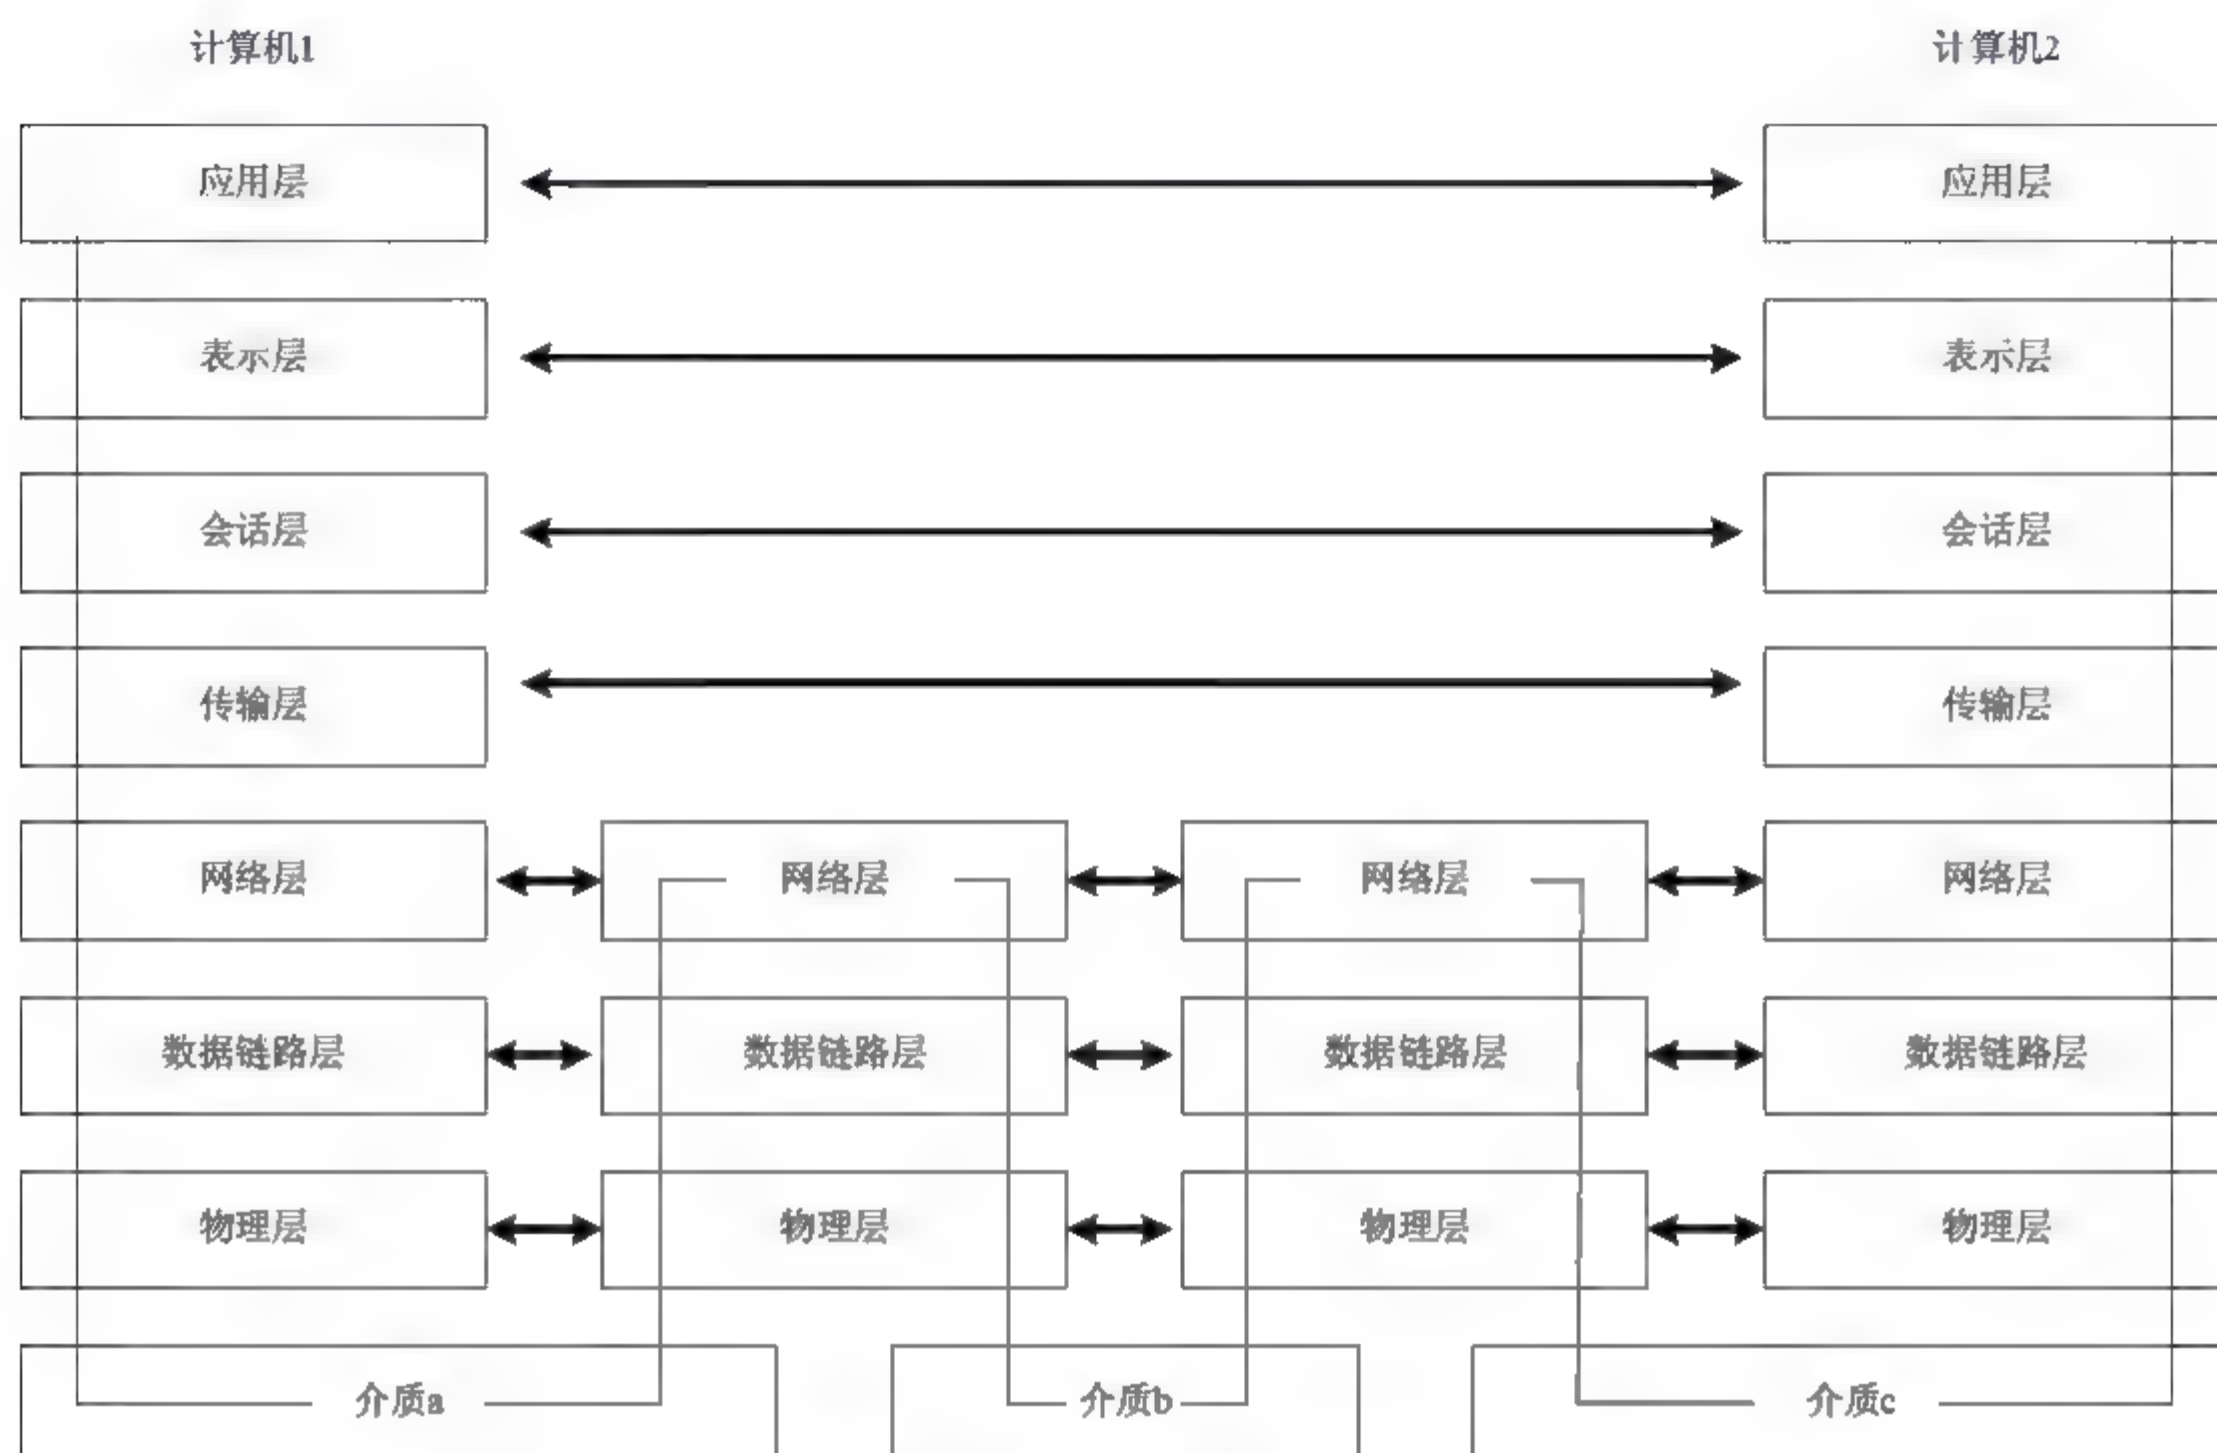 计算机1 计算机2
应用层 应用层
表示层 表示层
会话层 会话层
传输层 传输层
网络层 网络层 网络层 网络层
数据链路层 数据链路层 数据链路层 数据链路层
物理层 物理层 物理层 物理层
介质a 介质b 介质c